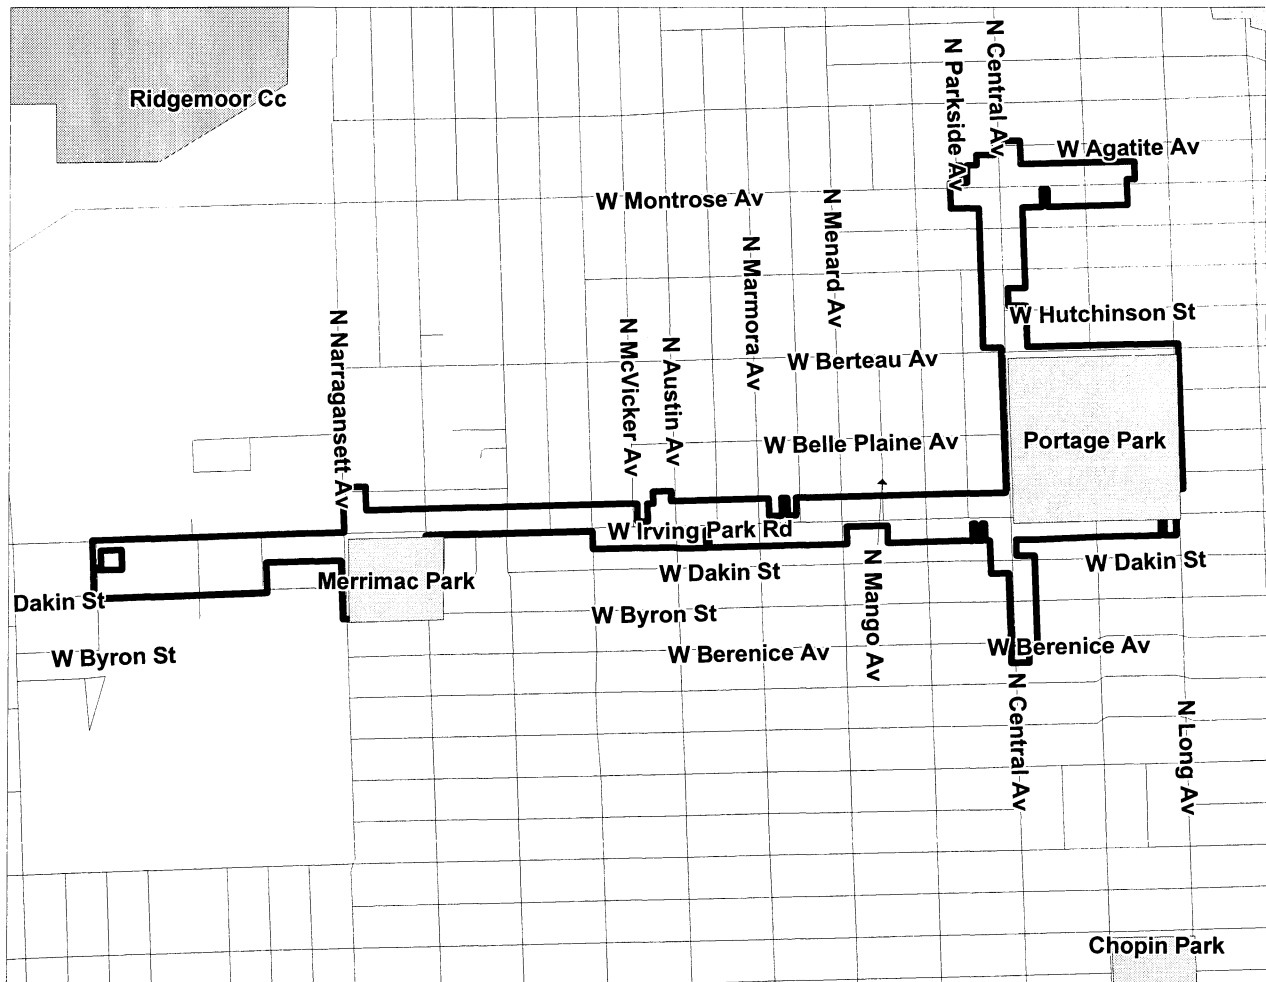 Ridgemoor Cc
N Central Av
N Parkside Av
W Agatite Av
W Montrose Av
N Menard Av
N Marmora Av
W Hutchinson St
N Narragansett Av
N McVicker Av
N Austin Av
W Berteau Av
W Belle Plaine Av
Portage Park
W Irving Park Rd
Merrimac Park
W Dakin St
W Dakin St
Dakin St
N Mango Av
W Byron St
W Byron St
W Berenice Av
W Berenice Av
N Central Av
N Long Av
Chopin Park